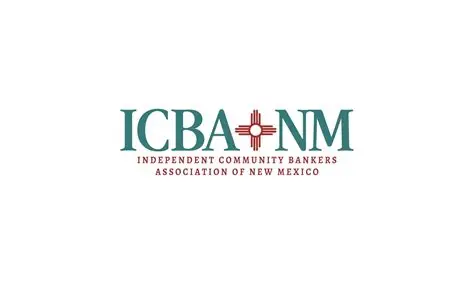 ICBA NM
INDEPENDENT COMMUNITY BANKERS
ASSOCIATION OF NEW MEXICO